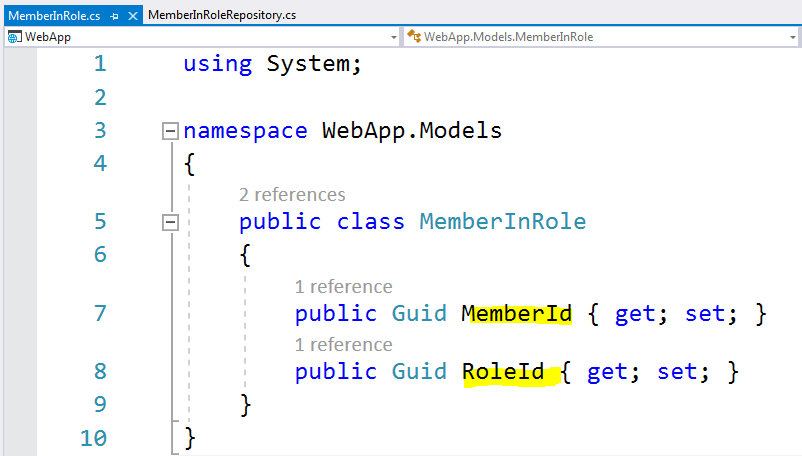 MemberInRole.cs MemberInRoleRepository.cs
WebApp WebApp.Models.MemberInRole
1 using System;
2
3 namespace WebApp.Models
4 {
2 references
5 public class MemberInRole
6 {
1 reference
7 public Guid MemberId { get; set; }
1 reference
8 public Guid RoleId { get; set; }
9 }
10 }